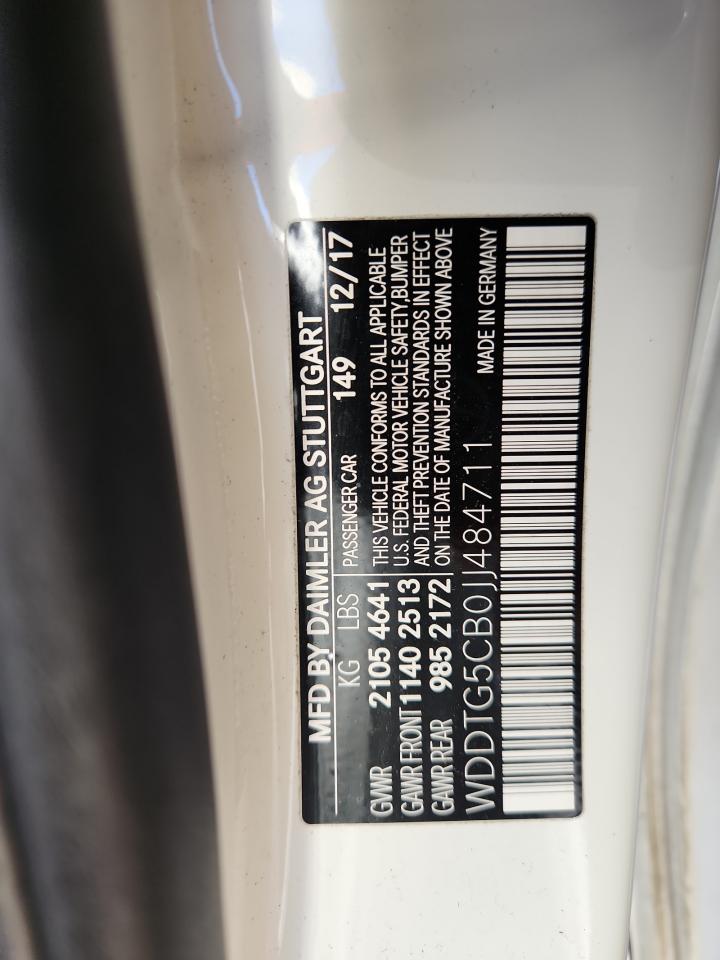 MFD BY DAIMLER AG STUTTGART
KG LBS PASSENGER CAR 149 12/17
GVWR 2105 4641 THIS VEHICLE CONFORMS TO ALL APPLICABLE
GAWR FRONT 1140 2513 U.S. FEDERAL MOTOR VEHICLE SAFETY,BUMPER
AND THEFT PREVENTION STANDARDS IN EFFECT
GAWR REAR 985 2172 ON THE DATE OF MANUFACTURE SHOWN ABOVE
WDDTG5CB0JJ484711 MADE IN GERMANY